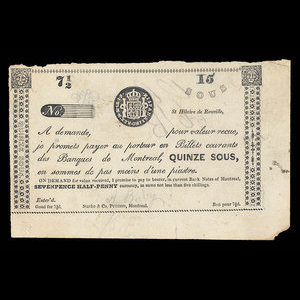 7½ 15
SOUS
No.
St Hilaire de Rouville,
A demande, pour valeur recue,
je promets payer au porteur en Billets courants
des Banques de Montreal, QUINZE SOUS,
en sommes de pas moins d'une piastre.
ON DEMAND for value received, I promise to pay to bearer, in current Bank Notes of Montreal,
SEVENPENCE HALF-PENNY currency, in sums not less than five shillings.
Enter'd.
Good for 7½d. Starke & Co. Printers, Montreal. Bon pour 7½d.